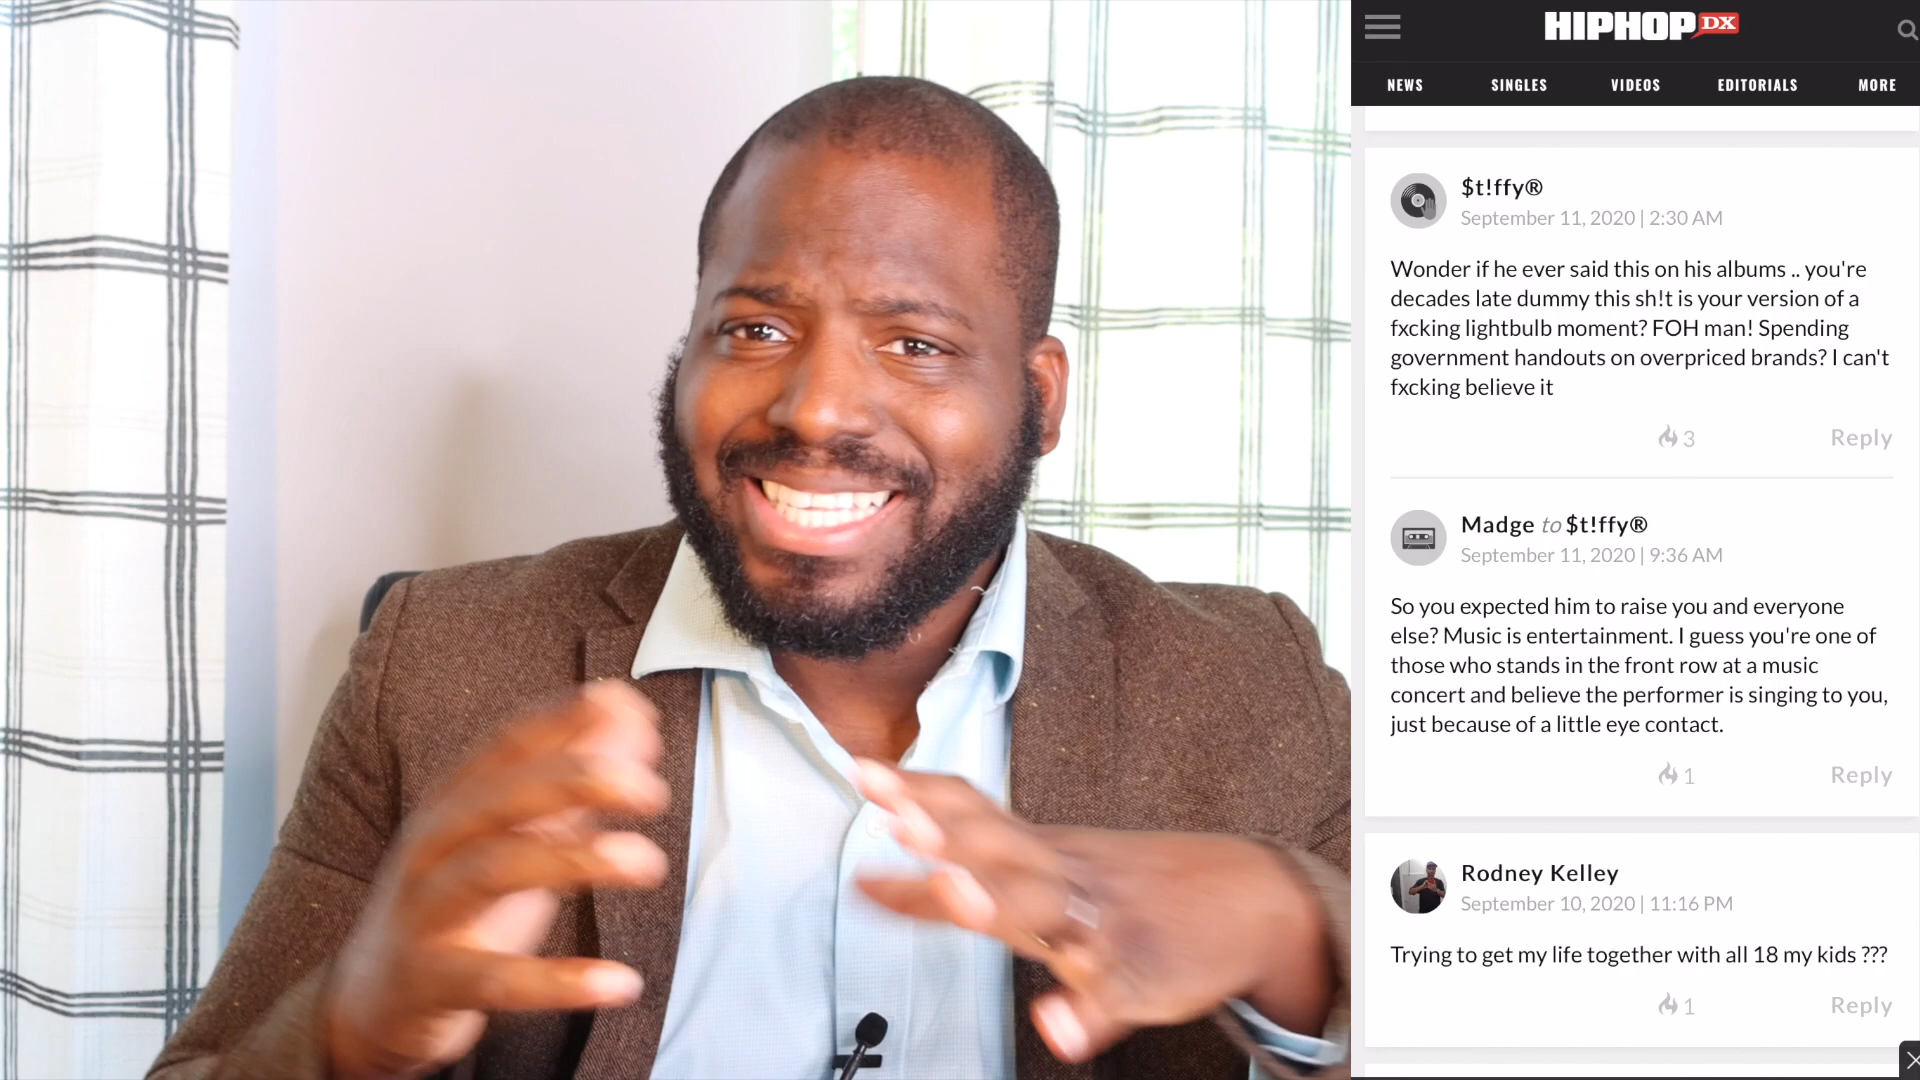 HIPHOPDX
NEWS SINGLES VIDEOS EDITORIALS MORE
$t!ffy®
September 11, 2020 | 2:30 AM
Wonder if he ever said this on his albums .. you're
decades late dummy this sh!t is your version of a
fxcking lightbulb moment? FOH man! Spending
government handouts on overpriced brands? I can't
fxcking believe it
3 Reply
Madge to $t!ffy®
September 11, 2020 | 9:36 AM
So you expected him to raise you and everyone
else? Music is entertainment. I guess you're one of
those who stands in the front row at a music
concert and believe the performer is singing to you,
just because of a little eye contact.
1 Reply
Rodney Kelley
September 10, 2020 | 11:16 PM
Trying to get my life together with all 18 my kids ???
1 Reply